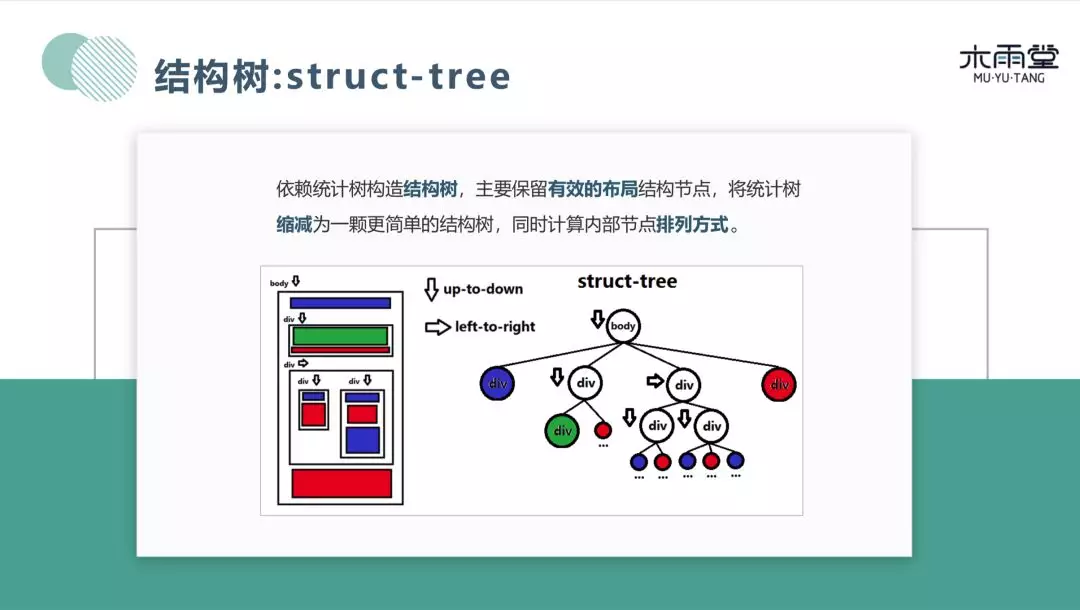 结构树:struct-tree
木雨堂
MU·YU·TANG
依赖统计树构造结构树，主要保留有效的布局结构节点，将统计树
缩减为一颗更简单的结构树，同时计算内部节点排列方式。
body
div
div
div
div
up-to-down
left-to-right
struct-tree
body
div
div
div
div
div
div
div
...
... ... ... ... ...